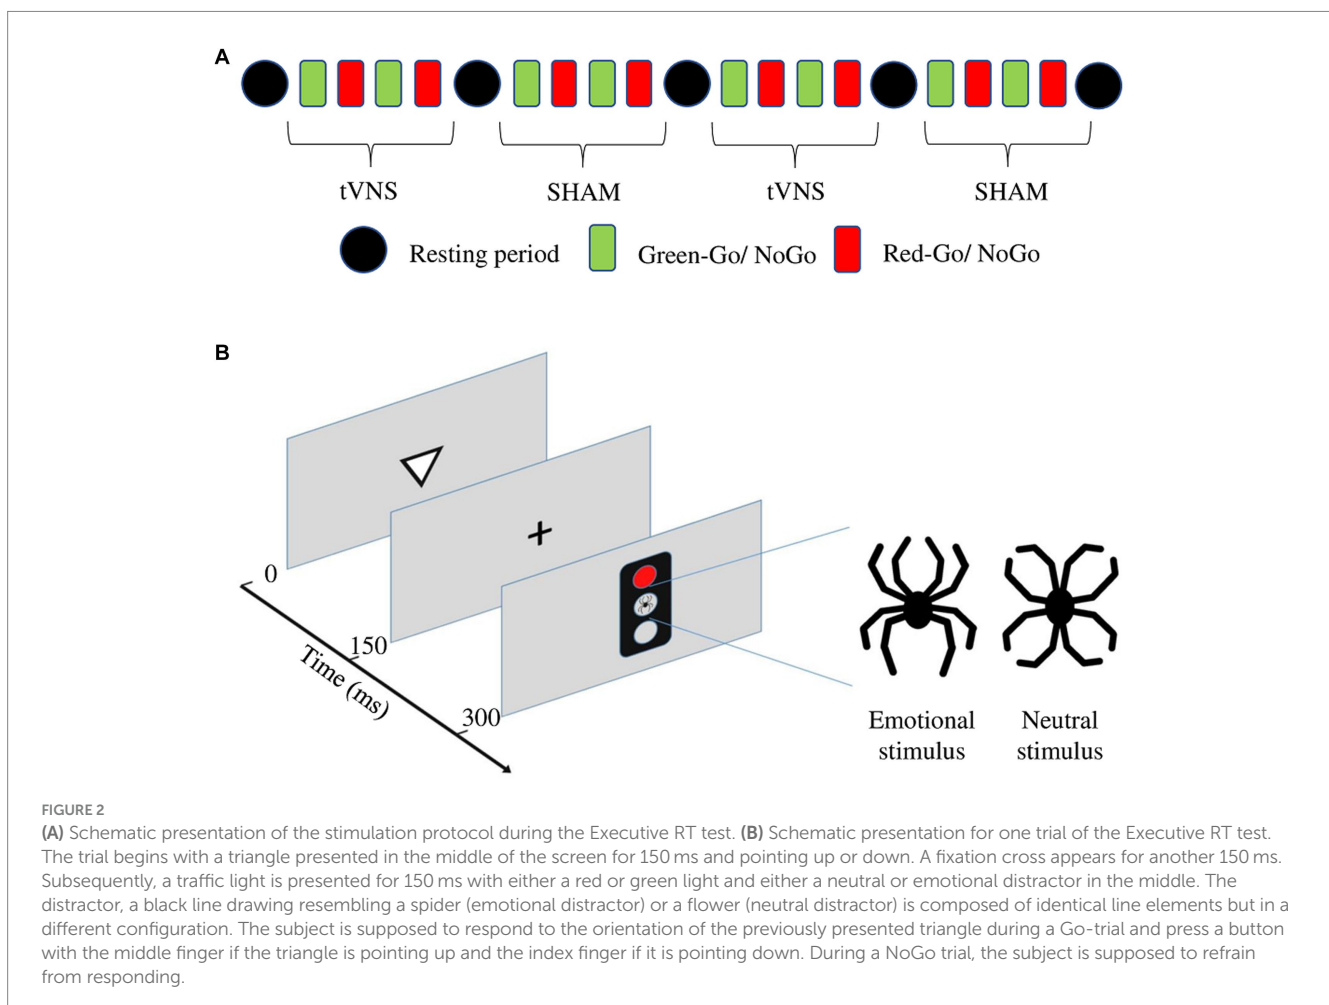 A
tVNS SHAM tVNS SHAM
Resting period Green-Go/ NoGo Red-Go/ NoGo
B
0
150
Time (ms)
300
Emotional stimulus
Neutral stimulus
FIGURE 2
(A) Schematic presentation of the stimulation protocol during the Executive RT test. (B) Schematic presentation for one trial of the Executive RT test.
The trial begins with a triangle presented in the middle of the screen for 150 ms and pointing up or down. A fixation cross appears for another 150 ms.
Subsequently, a traffic light is presented for 150 ms with either a red or green light and either a neutral or emotional distractor in the middle. The
distractor, a black line drawing resembling a spider (emotional distractor) or a flower (neutral distractor) is composed of identical line elements but in a
different configuration. The subject is supposed to respond to the orientation of the previously presented triangle during a Go-trial and press a button
with the middle finger if the triangle is pointing up and the index finger if it is pointing down. During a NoGo trial, the subject is supposed to refrain
from responding.